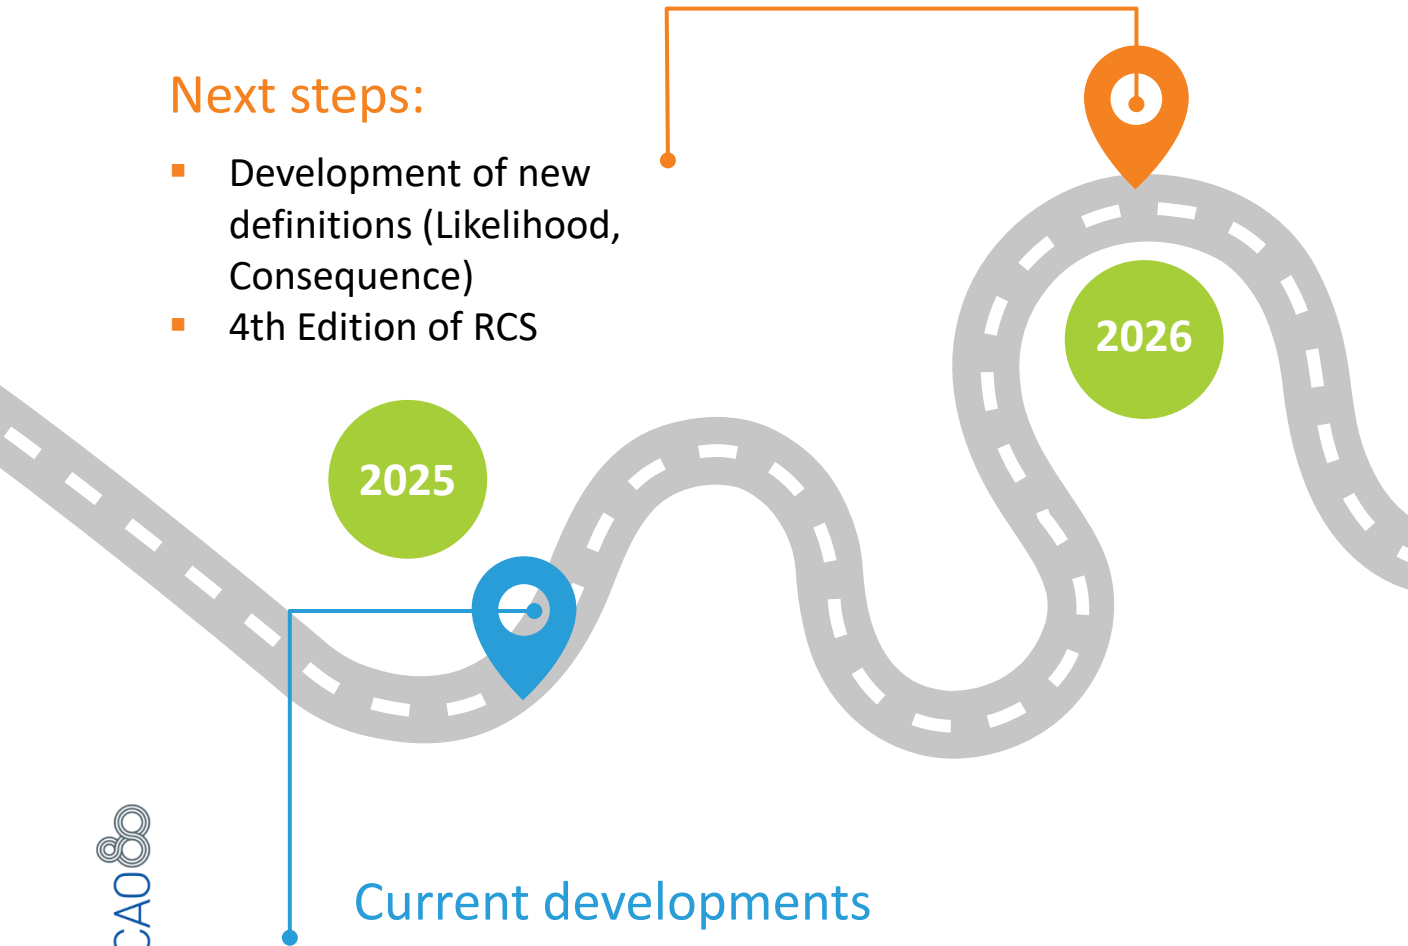 Next steps:
▪ Development of new
definitions (Likelihood,
Consequence)
▪ 4th Edition of RCS
2026
2025
CAO
Current developments